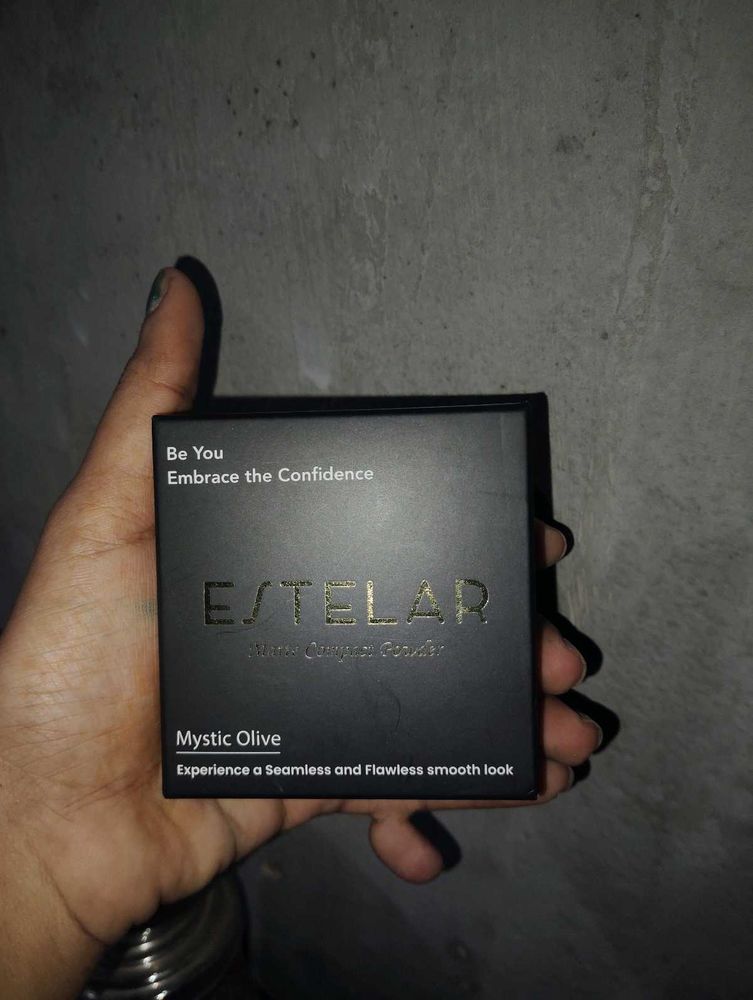 Be You
Embrace the Confidence
ESTELAR
Matte Compact Powder
Mystic Olive
Experience a Seamless and Flawless smooth look